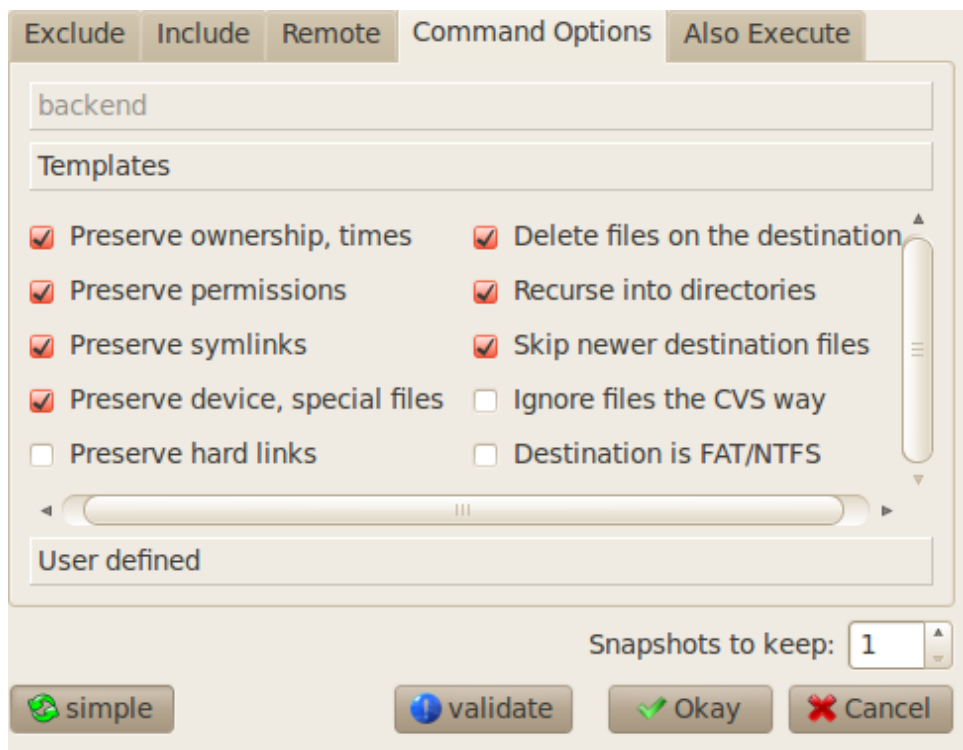 Exclude Include Remote Command Options Also Execute
backend
Templates
Preserve ownership, times Delete files on the destination
Preserve permissions Recurse into directories
Preserve symlinks Skip newer destination files
Preserve device, special files Ignore files the CVS way
Preserve hard links Destination is FAT/NTFS
User defined
Snapshots to keep: 1
simple validate Okay Cancel